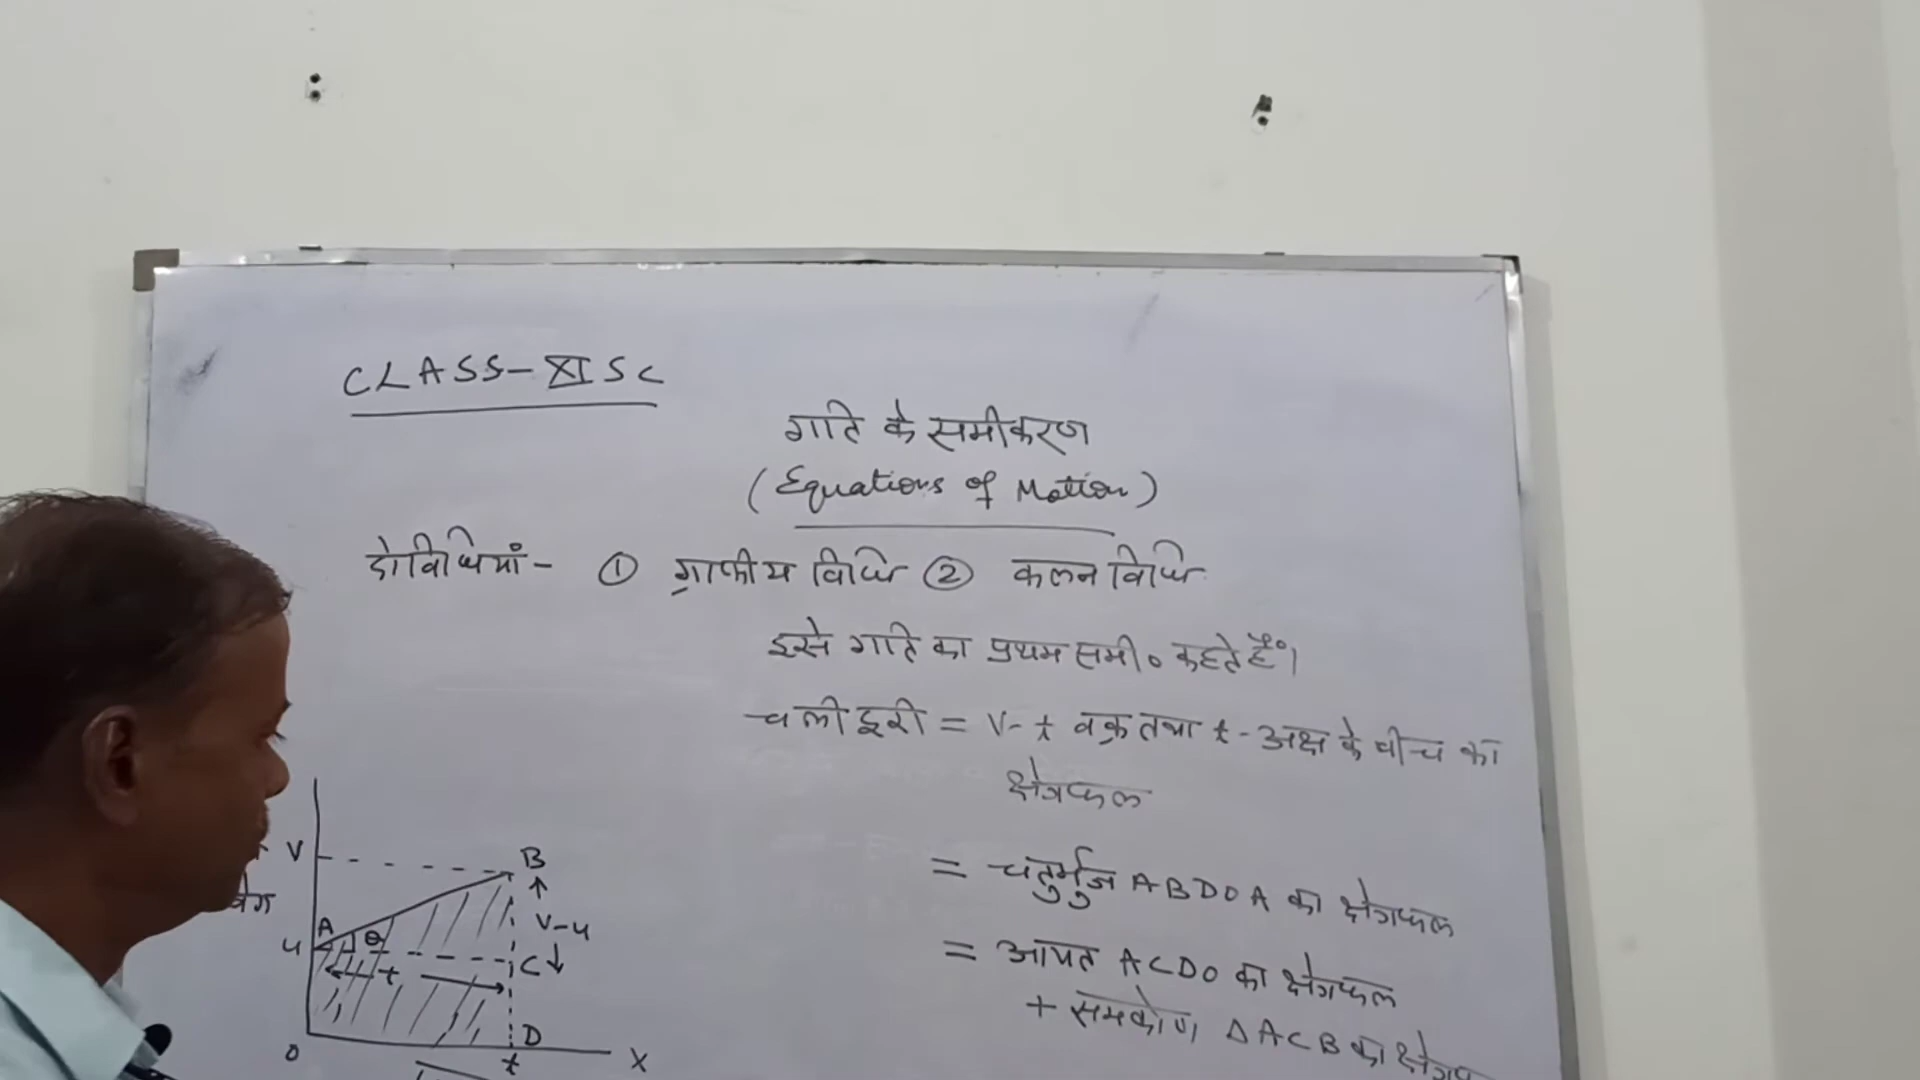 CLASS-XI SC
गति के समीकरण
(Equations of Motion)
दो विधियां- ① ग्राफीय विधि ② कलन विधि
इसे गति का प्रथम समी० कहते हैं।
चली दूरी = V-t वक्र तथा t-अक्ष के बीच का
क्षेत्रफल
= चतुर्भुज ABDOA का क्षेत्रफल
= आयत ACDO का क्षेत्रफल
+ समकोण ΔACB का
V
B
वेग
A
θ
V-u
u
t
C
D
O
t
X